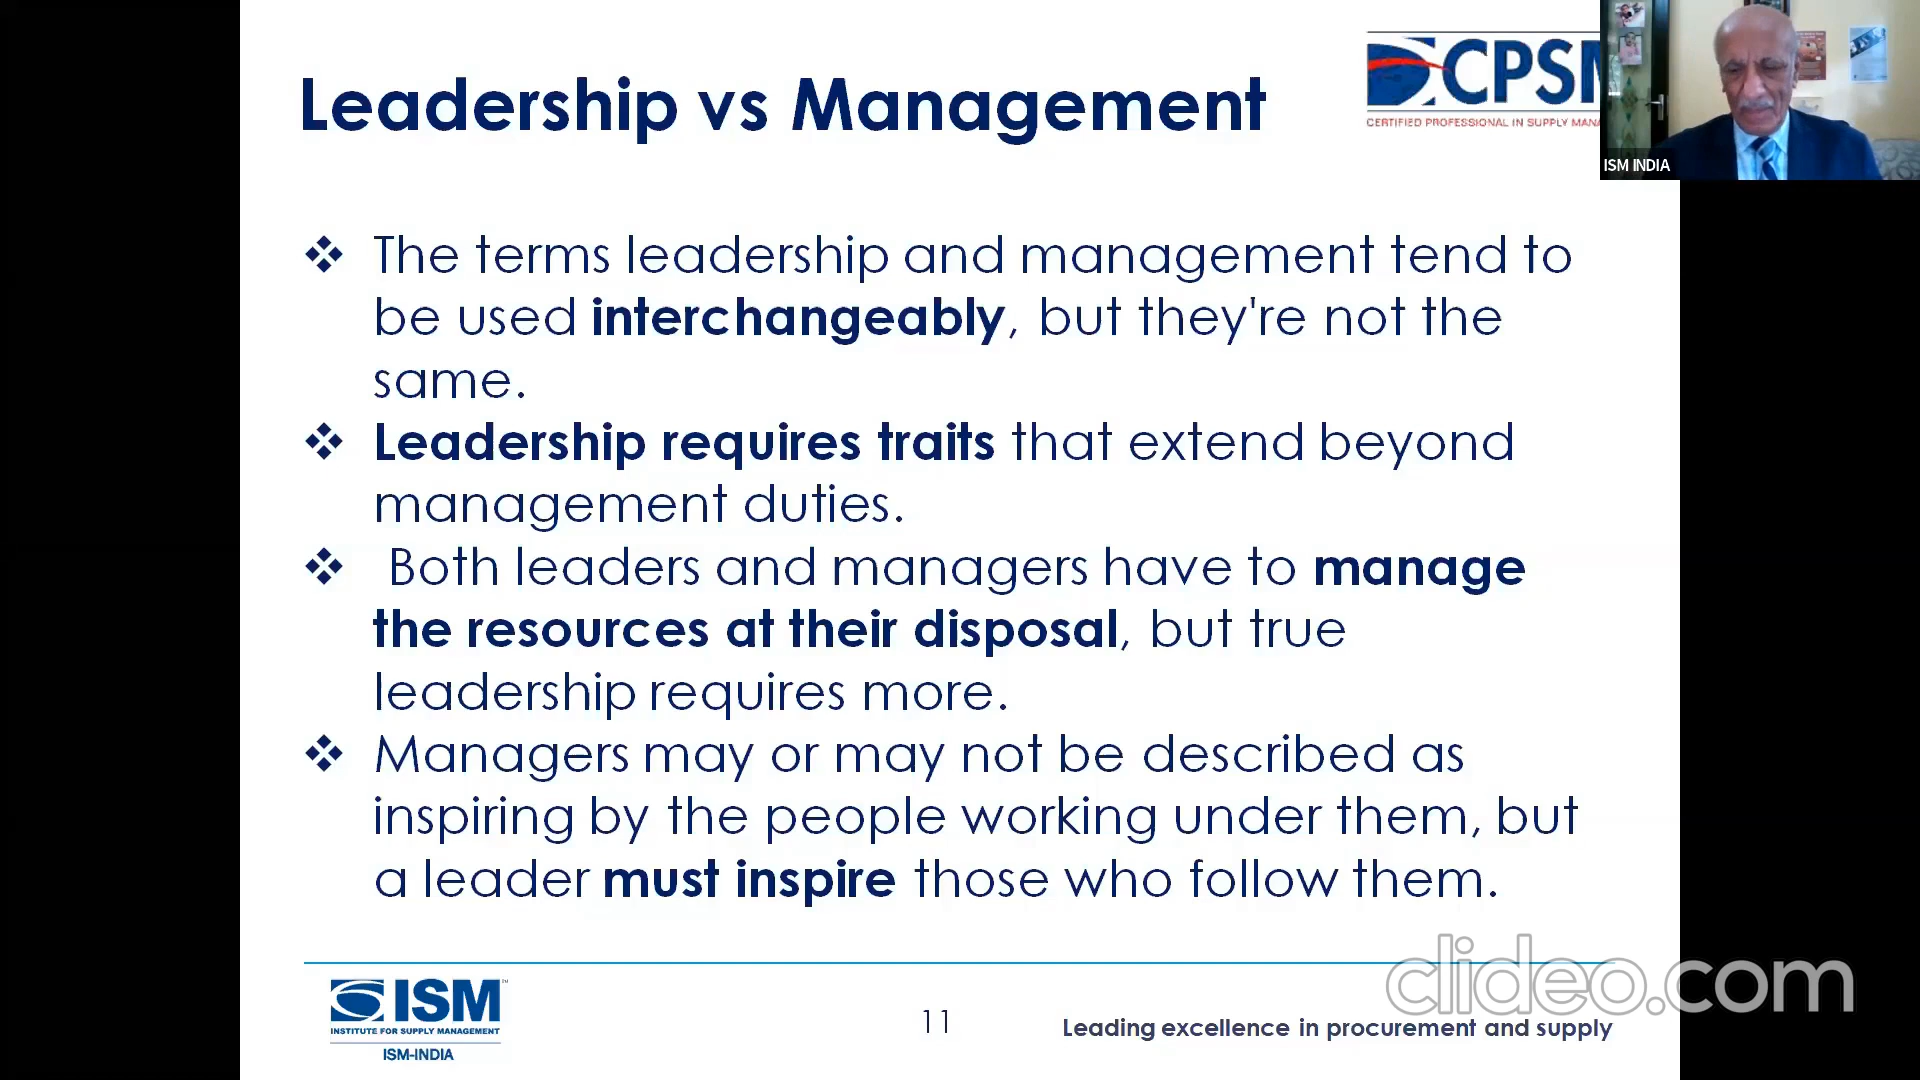 Leadership vs Management
CPSM
CERTIFIED PROFESSIONAL IN SUPPLY MANA
ISM INDIA
❖ The terms leadership and management tend to
be used interchangeably, but they're not the
same.
❖ Leadership requires traits that extend beyond
management duties.
❖ Both leaders and managers have to manage
the resources at their disposal, but true
leadership requires more.
❖ Managers may or may not be described as
inspiring by the people working under them, but
a leader must inspire those who follow them.
ISM
INSTITUTE FOR SUPPLY MANAGEMENT
ISM-INDIA
11
Leading excellence in procurement and supply
clideo.com